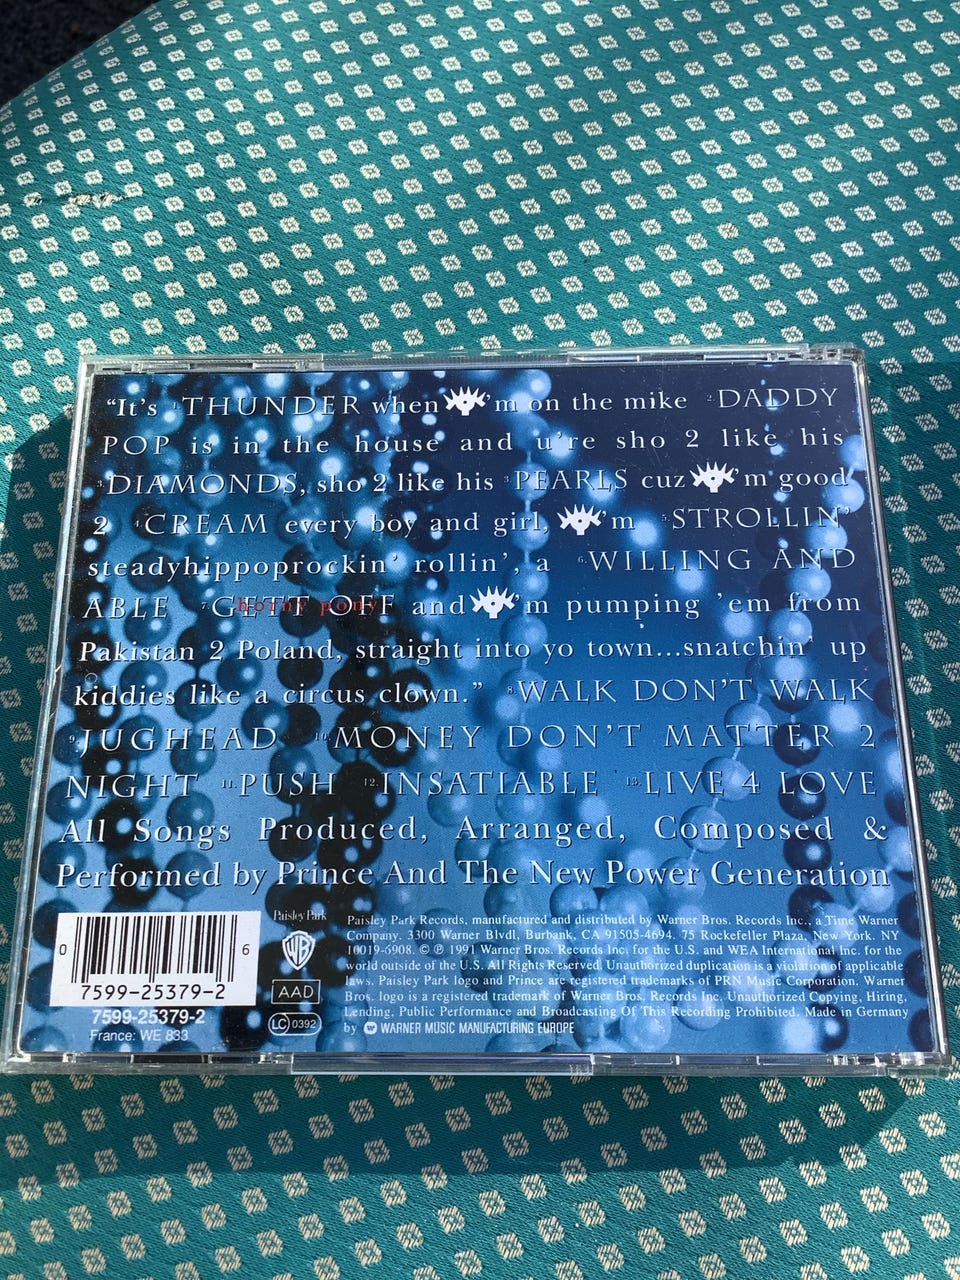 “It's 1. THUNDER when 'm on the mike 2. DADDY
POP is in the house and u're sho 2 like his
3. DIAMONDS, sho 2 like his 3. PEARLS cuz 'm good
2 4. CREAM every boy and girl, 'm 5. STROLLIN'
steadyhippoprockin' rollin', a 6. WILLING AND
ABLE 7. GETT OFF and 'm pumping 'em from
horny pony
Pakistan 2 Poland, straight into yo town...snatchin' up
kiddies like a circus clown.” 8. WALK DON'T WALK
9. JUGHEAD 10. MONEY DON'T MATTER 2
NIGHT 11. PUSH 12. INSATIABLE 13. LIVE 4 LOVE
All Songs Produced, Arranged, Composed &
Performed by Prince And The New Power Generation
0 7599-25379-2 6
7599-25379-2
France: WE 833
Paisley Park
WB
AAD
LC 0392
Paisley Park Records, manufactured and distributed by Warner Bros. Records Inc., a Time Warner
Company. 3300 Warner Blvdl, Burbank, CA 91505-4694. 75 Rockefeller Plaza, New York. NY
10019-6908. © ℗ 1991 Warner Bros. Records Inc. for the U.S. and WEA International Inc. for the
world outside of the U.S. All Rights Reserved. Unauthorized duplication is a violation of applicable
laws. Paisley Park logo and Prince are registered trademarks of PRN Music Corporation. Warner
Bros. logo is a registered trademark of Warner Bros. Records Inc. Unauthorized Copying, Hiring,
Lending, Public Performance and Broadcasting Of This Recording Prohibited. Made in Germany
by WARNER MUSIC MANUFACTURING EUROPE